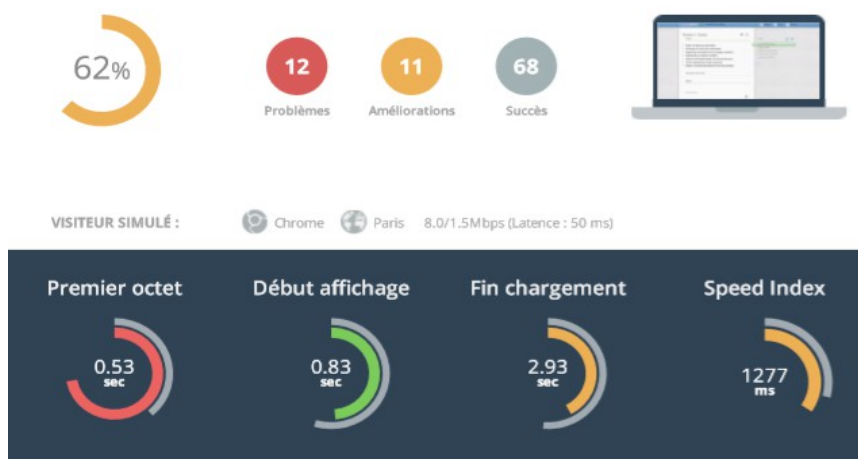 62%
12
11
68
Problèmes
Améliorations
Succès
VISITEUR SIMULÉ :
Chrome
Paris
8.0/1.5Mbps (Latence : 50 ms)
Premier octet
Début affichage
Fin chargement
Speed Index
0.53
sec
0.83
sec
2.93
sec
1277
ms